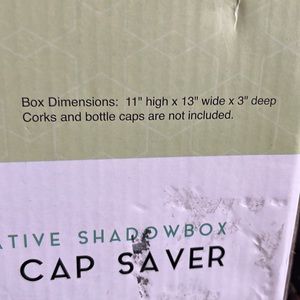 Box Dimensions: 11" high x 13" wide x 3" deep
Corks and bottle caps are not included.
ATIVE SHADOWBOX
CAP SAVER